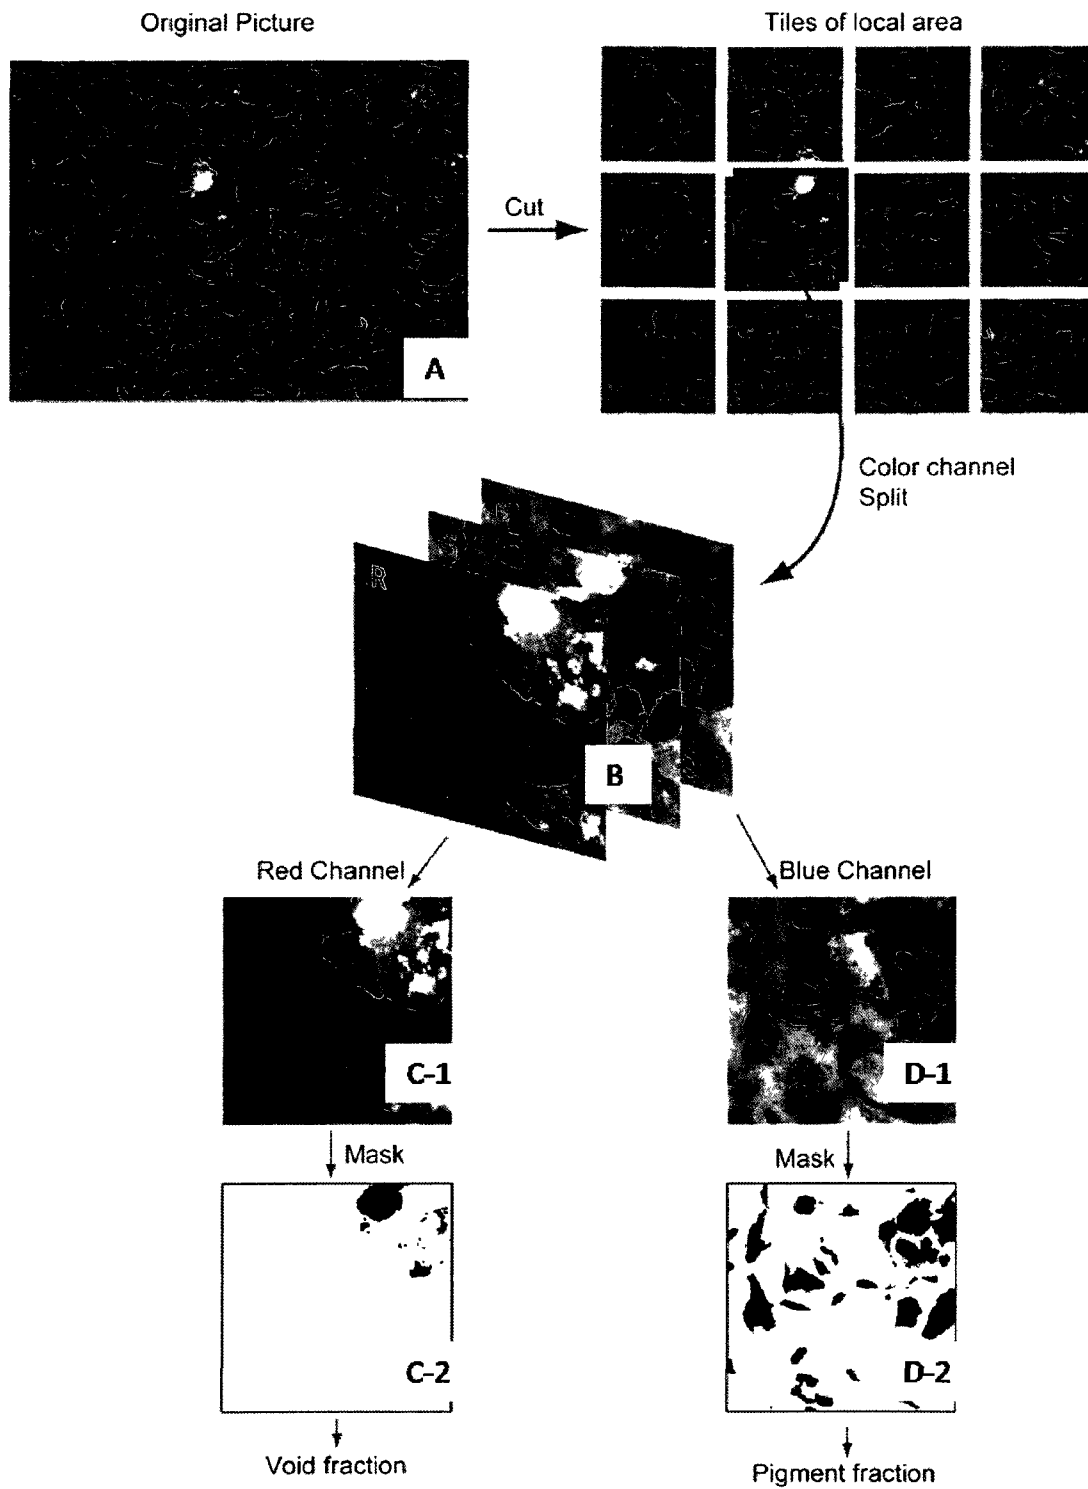 Original Picture
Tiles of local area
Cut
A
Color channel
Split
R
B
Red Channel
Blue Channel
C-1
D-1
Mask
Mask
C-2
D-2
Void fraction
Pigment fraction